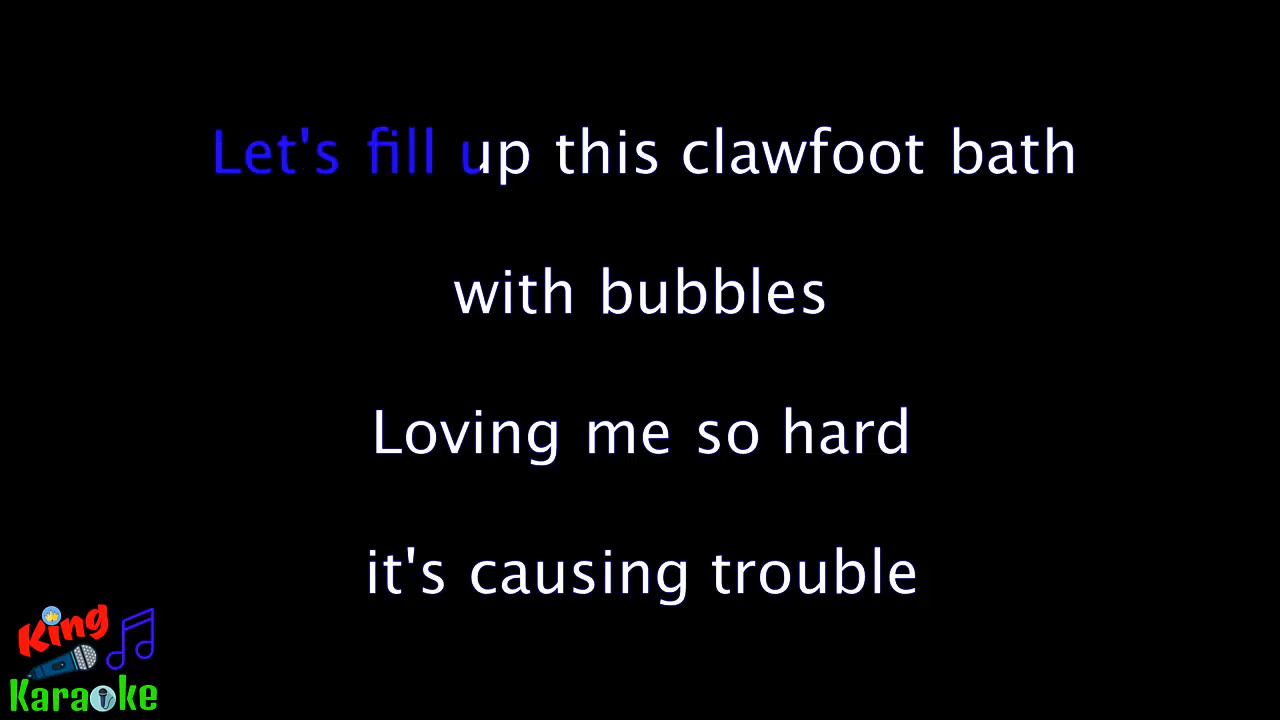 Let's fill up this clawfoot bath
with bubbles
Loving me so hard
it's causing trouble
King
Karaoke